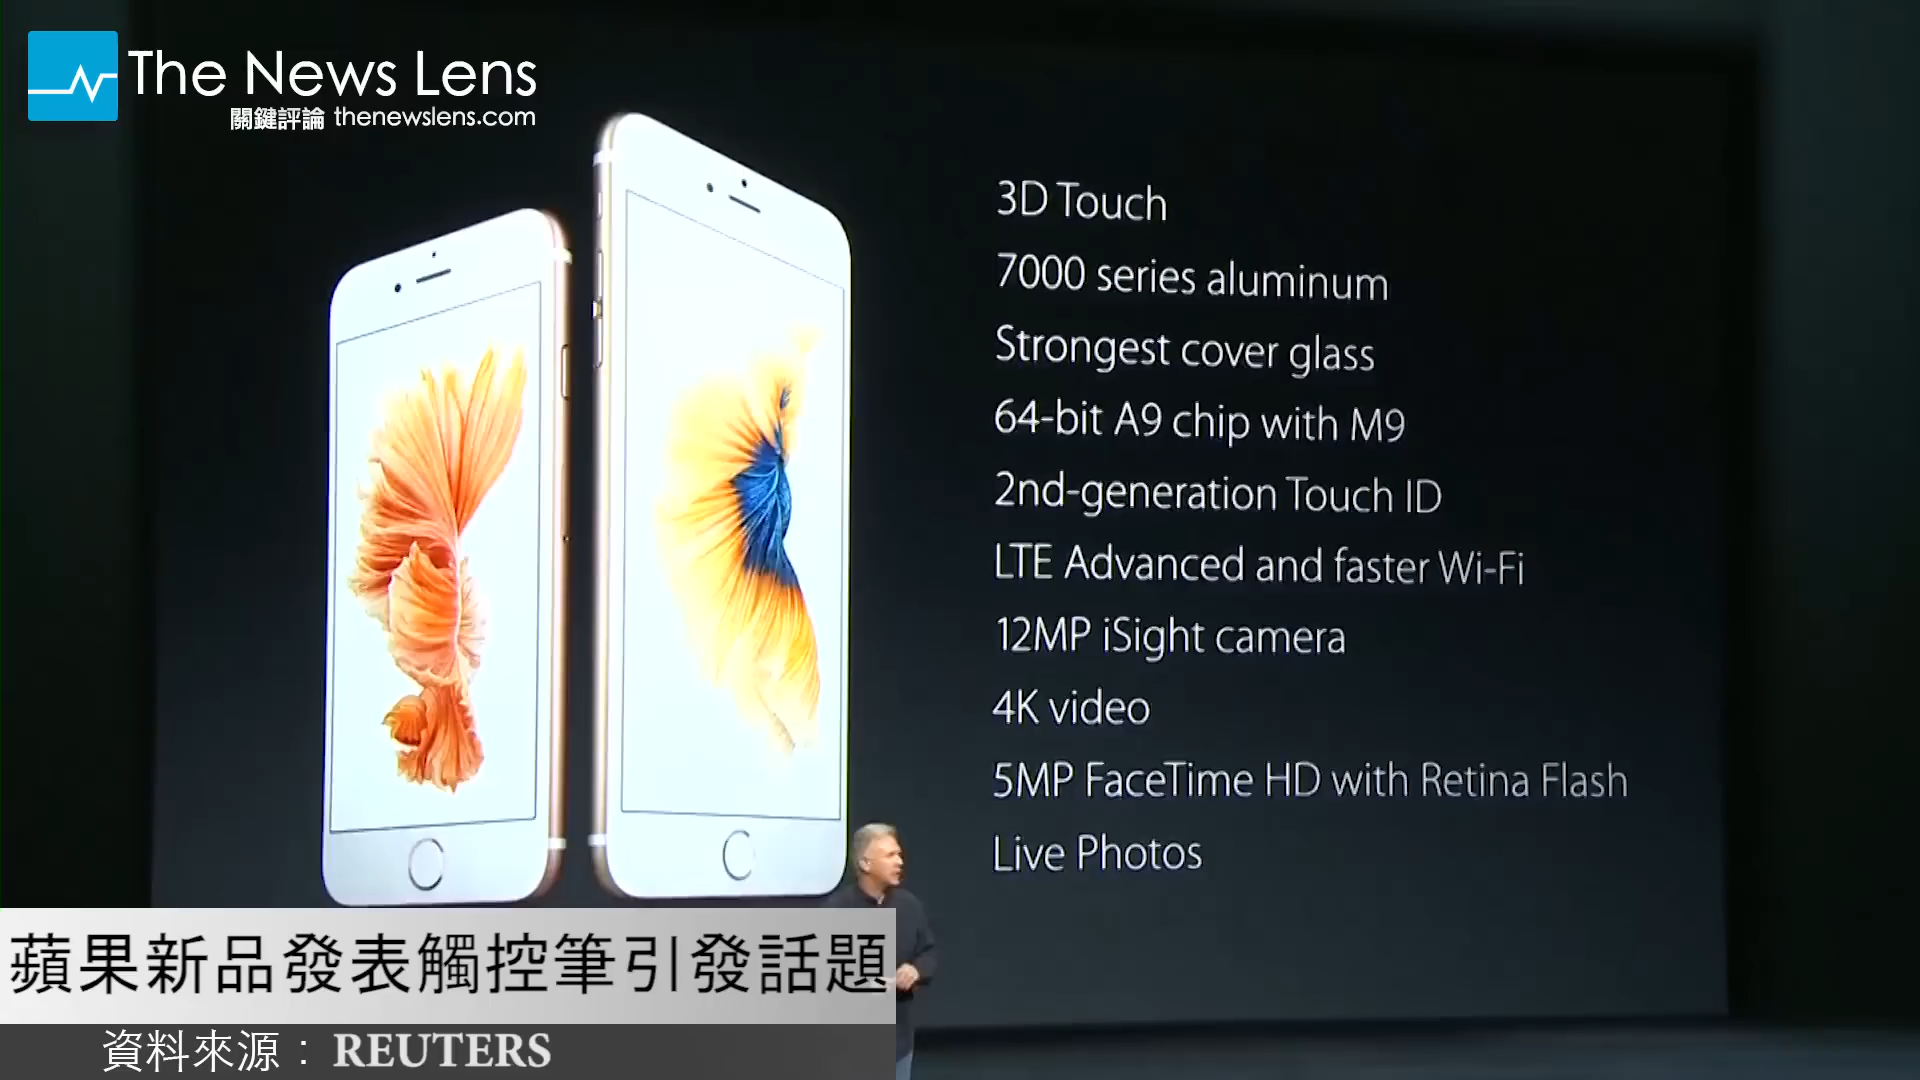 The News Lens
關鍵評論 thenewslens.com
3D Touch
7000 series aluminum
Strongest cover glass
64-bit A9 chip with M9
2nd-generation Touch ID
LTE Advanced and faster Wi-Fi
12MP iSight camera
4K video
5MP FaceTime HD with Retina Flash
Live Photos
蘋果新品發表觸控筆引發話題
資料來源：REUTERS